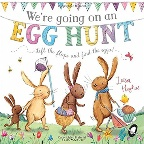 We're going on an
EGG HUNT
Lift the flaps and find the eggs!
Laura
Hughes